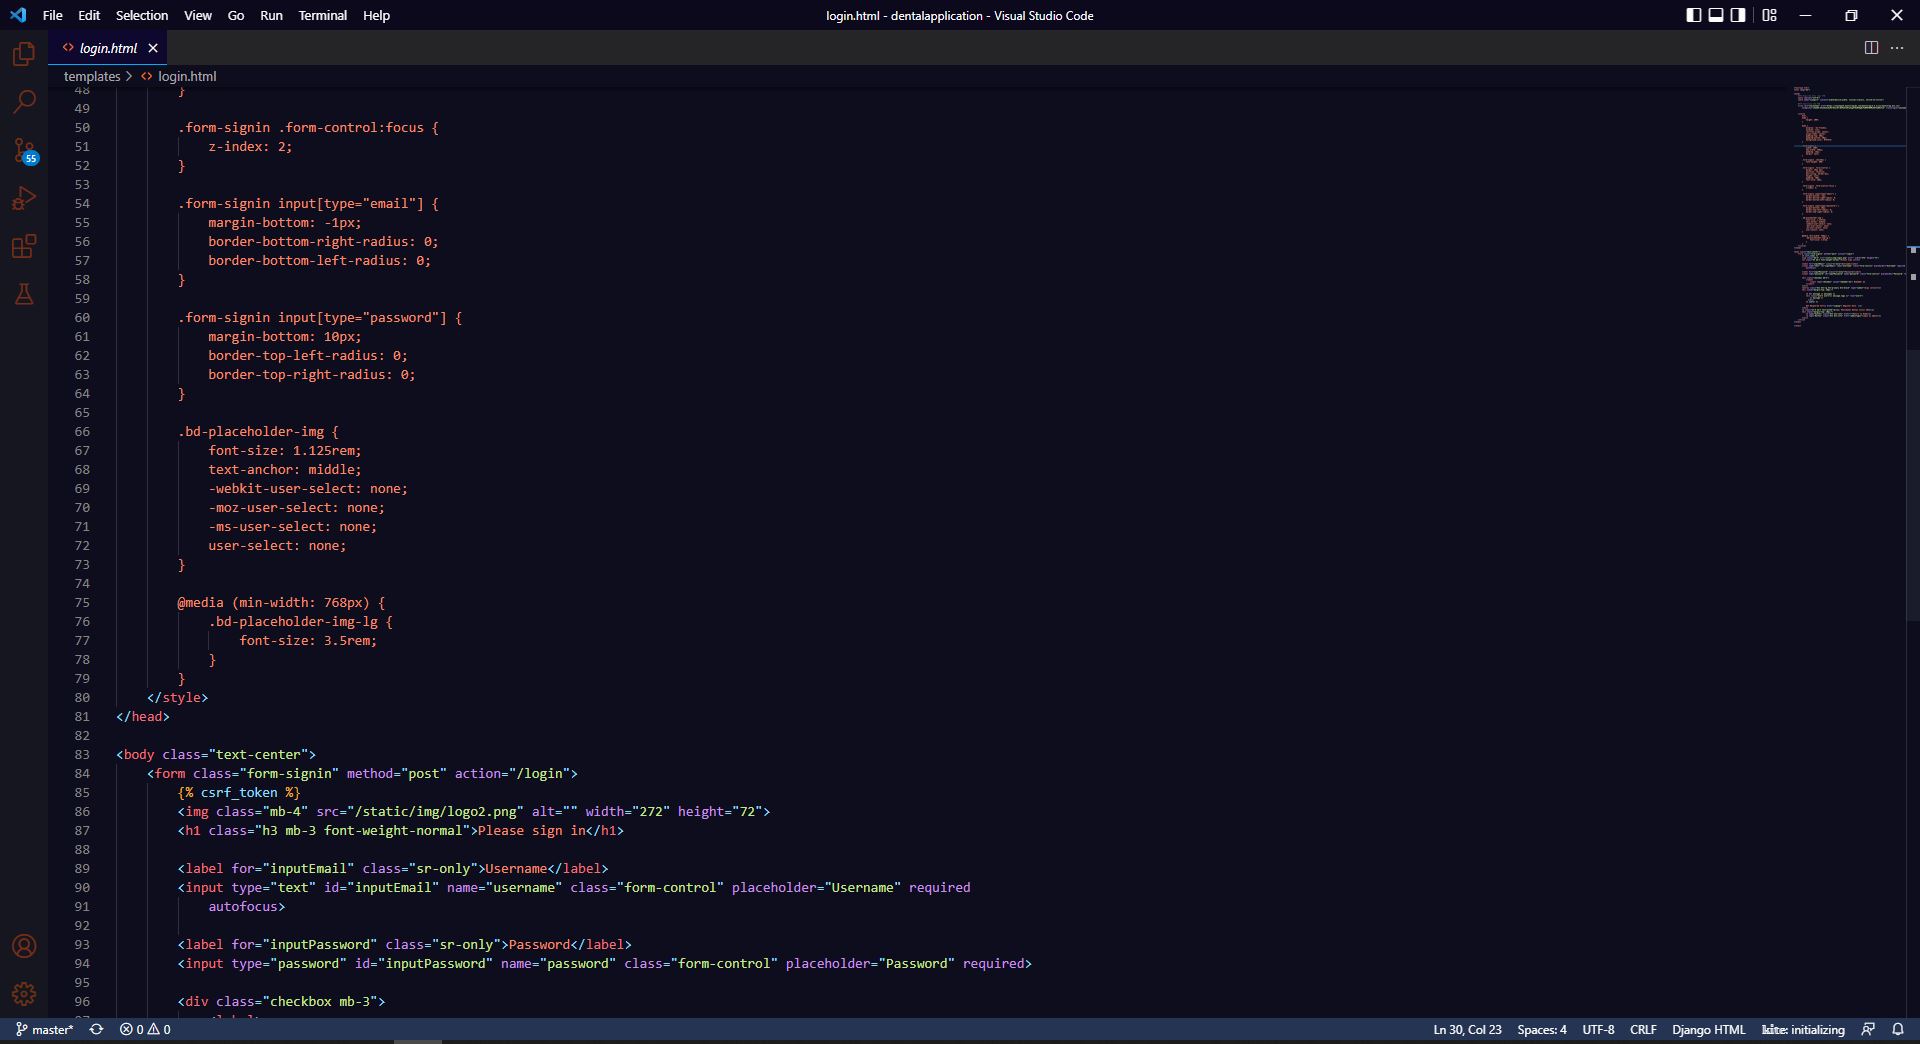 File Edit Selection View Go Run Terminal Help
login.html - dentalapplication - Visual Studio Code
<> login.html
templates > <> login.html
55
48 }
49
50 .form-signin .form-control:focus {
51 z-index: 2;
52 }
53
54 .form-signin input[type="email"] {
55 margin-bottom: -1px;
56 border-bottom-right-radius: 0;
57 border-bottom-left-radius: 0;
58 }
59
60 .form-signin input[type="password"] {
61 margin-bottom: 10px;
62 border-top-left-radius: 0;
63 border-top-right-radius: 0;
64 }
65
66 .bd-placeholder-img {
67 font-size: 1.125rem;
68 text-anchor: middle;
69 -webkit-user-select: none;
70 -moz-user-select: none;
71 -ms-user-select: none;
72 user-select: none;
73 }
74
75 @media (min-width: 768px) {
76 .bd-placeholder-img-lg {
77 font-size: 3.5rem;
78 }
79 }
80 </style>
81 </head>
82
83 <body class="text-center">
84 <form class="form-signin" method="post" action="/login">
85 {% csrf_token %}
86 <img class="mb-4" src="/static/img/logo2.png" alt="" width="272" height="72">
87 <h1 class="h3 mb-3 font-weight-normal">Please sign in</h1>
88
89 <label for="inputEmail" class="sr-only">Username</label>
90 <input type="text" id="inputEmail" name="username" class="form-control" placeholder="Username" required
91 autofocus>
92
93 <label for="inputPassword" class="sr-only">Password</label>
94 <input type="password" id="inputPassword" name="password" class="form-control" placeholder="Password" required>
95
96 <div class="checkbox mb-3">
master* 0 0 Ln 30, Col 23 Spaces: 4 UTF-8 CRLF Django HTML kite: initializing